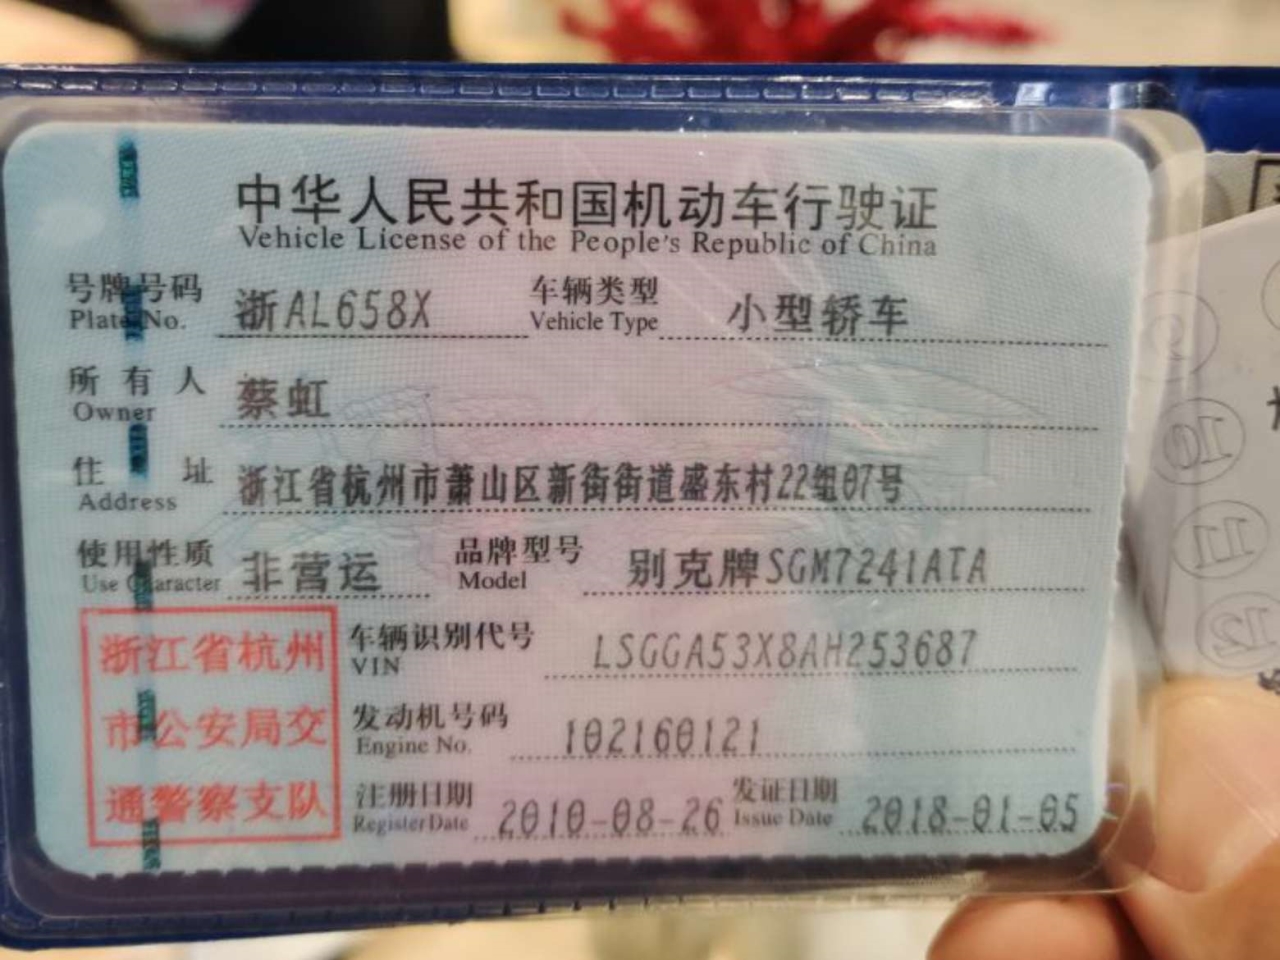 中华人民共和国机动车行驶证
Vehicle License of the People's Republic of China
号牌号码 浙AL658X 车辆类型 小型轿车
Plate No. Vehicle Type
所有人 蔡虹
Owner
住址 浙江省杭州市萧山区新街街道盛东村22组07号
Address
使用性质 非营运 品牌型号 别克牌SGM7241ATA
Use Character Model
浙江省杭州
市公安局交
通警察支队
车辆识别代号 LSGGA53X8AH253687
VIN
发动机号码 102160121
Engine No.
注册日期 2010-08-26 发证日期 2018-01-05
Register Date Issue Date
10
11
12